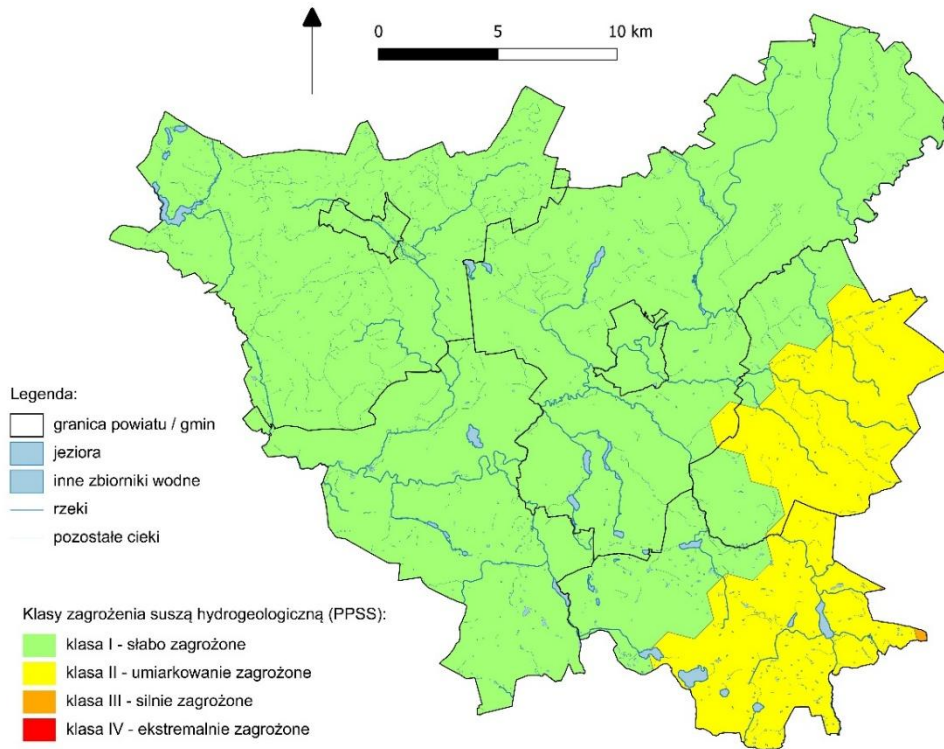 0 5 10 km
Legenda:
granica powiatu / gmin
jeziora
inne zbiorniki wodne
rzeki
pozostałe cieki
Klasy zagrożenia suszą hydrogeologiczną (PPSS):
klasa I - słabo zagrożone
klasa II - umiarkowanie zagrożone
klasa III - silnie zagrożone
klasa IV - ekstremalnie zagrożone